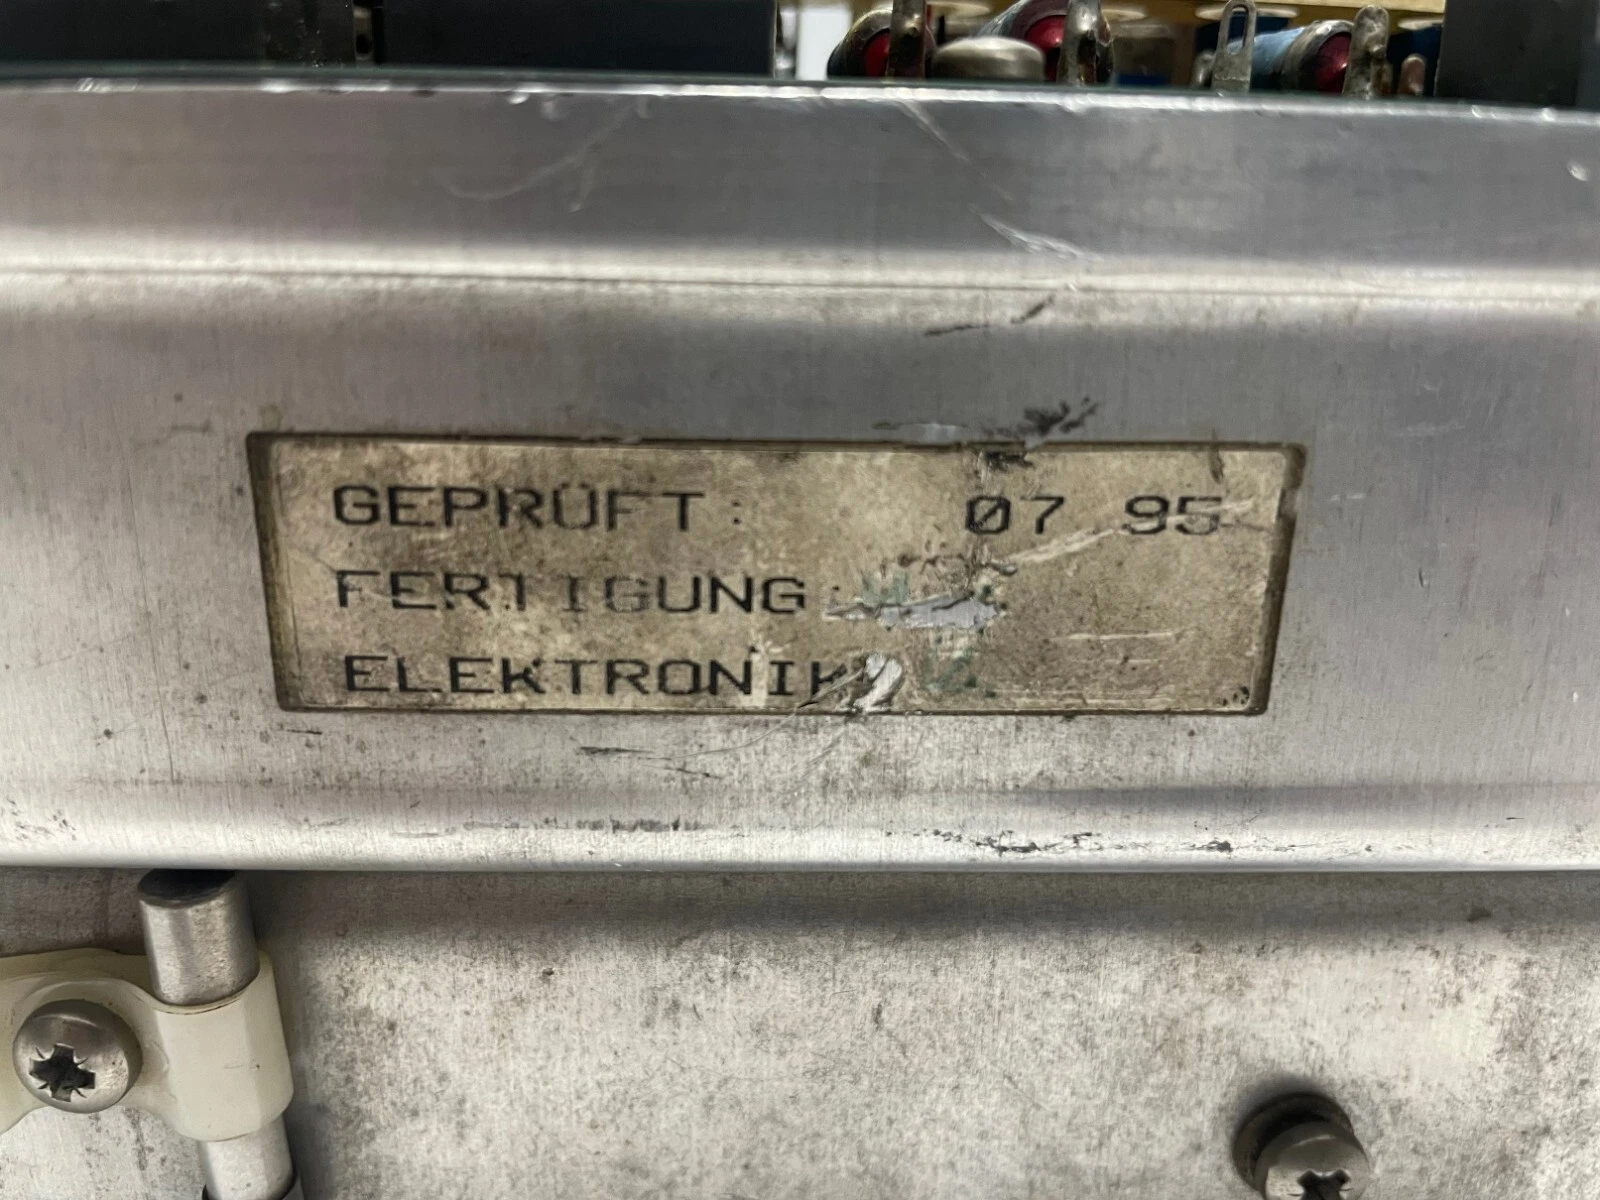 GEPRÜFT: 07 95
FERTIGUNG
ELEKTRONIK